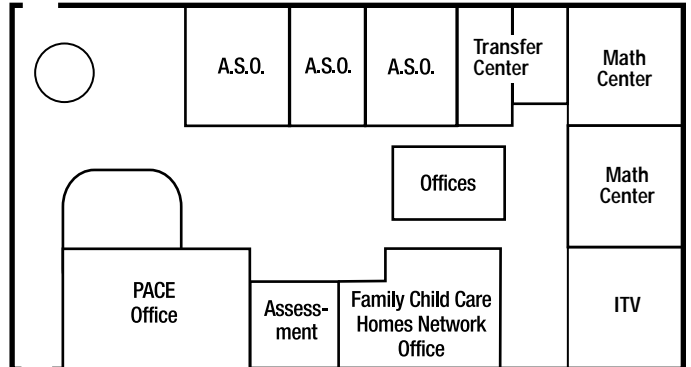 A.S.O.
A.S.O.
A.S.O.
Transfer
Center
Math
Center
Offices
Math
Center
PACE
Office
Assess-
ment
Family Child Care
Homes Network
Office
ITV